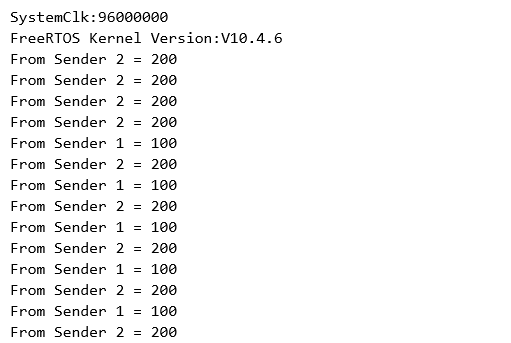 SystemClk:96000000
FreeRTOS Kernel Version:V10.4.6
From Sender 2 = 200
From Sender 2 = 200
From Sender 2 = 200
From Sender 2 = 200
From Sender 1 = 100
From Sender 2 = 200
From Sender 1 = 100
From Sender 2 = 200
From Sender 1 = 100
From Sender 2 = 200
From Sender 1 = 100
From Sender 2 = 200
From Sender 1 = 100
From Sender 2 = 200